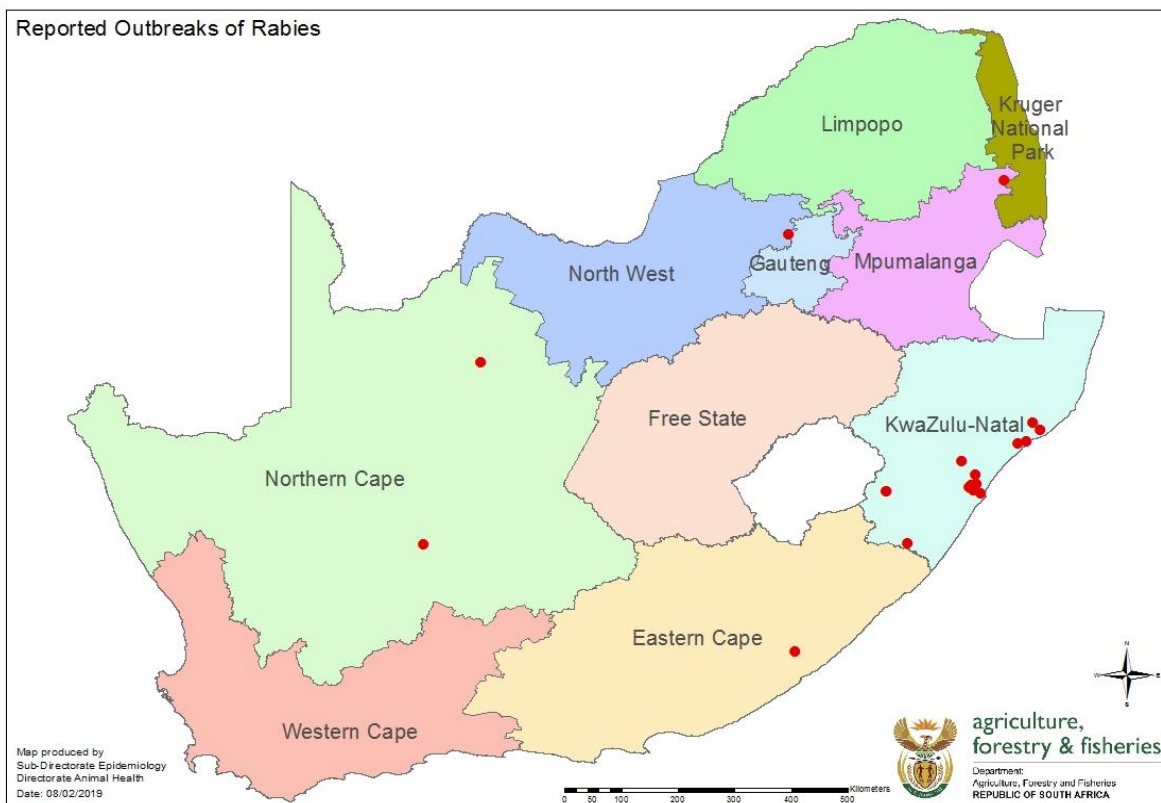 Reported Outbreaks of Rabies
Limpopo
Kruger
National
Park
North West
Gauteng
Mpumalanga
Free State
KwaZulu-Natal
Northern Cape
Eastern Cape
Western Cape
N
W
E
S
Map produced by
Sub-Directorate Epidemiology
Directorate Animal Health
Date: 08/02/2019
Kilometers
0 50 100 200 300 400 500
agriculture,
forestry & fisheries
Department:
Agriculture, Forestry and Fisheries
REPUBLIC OF SOUTH AFRICA